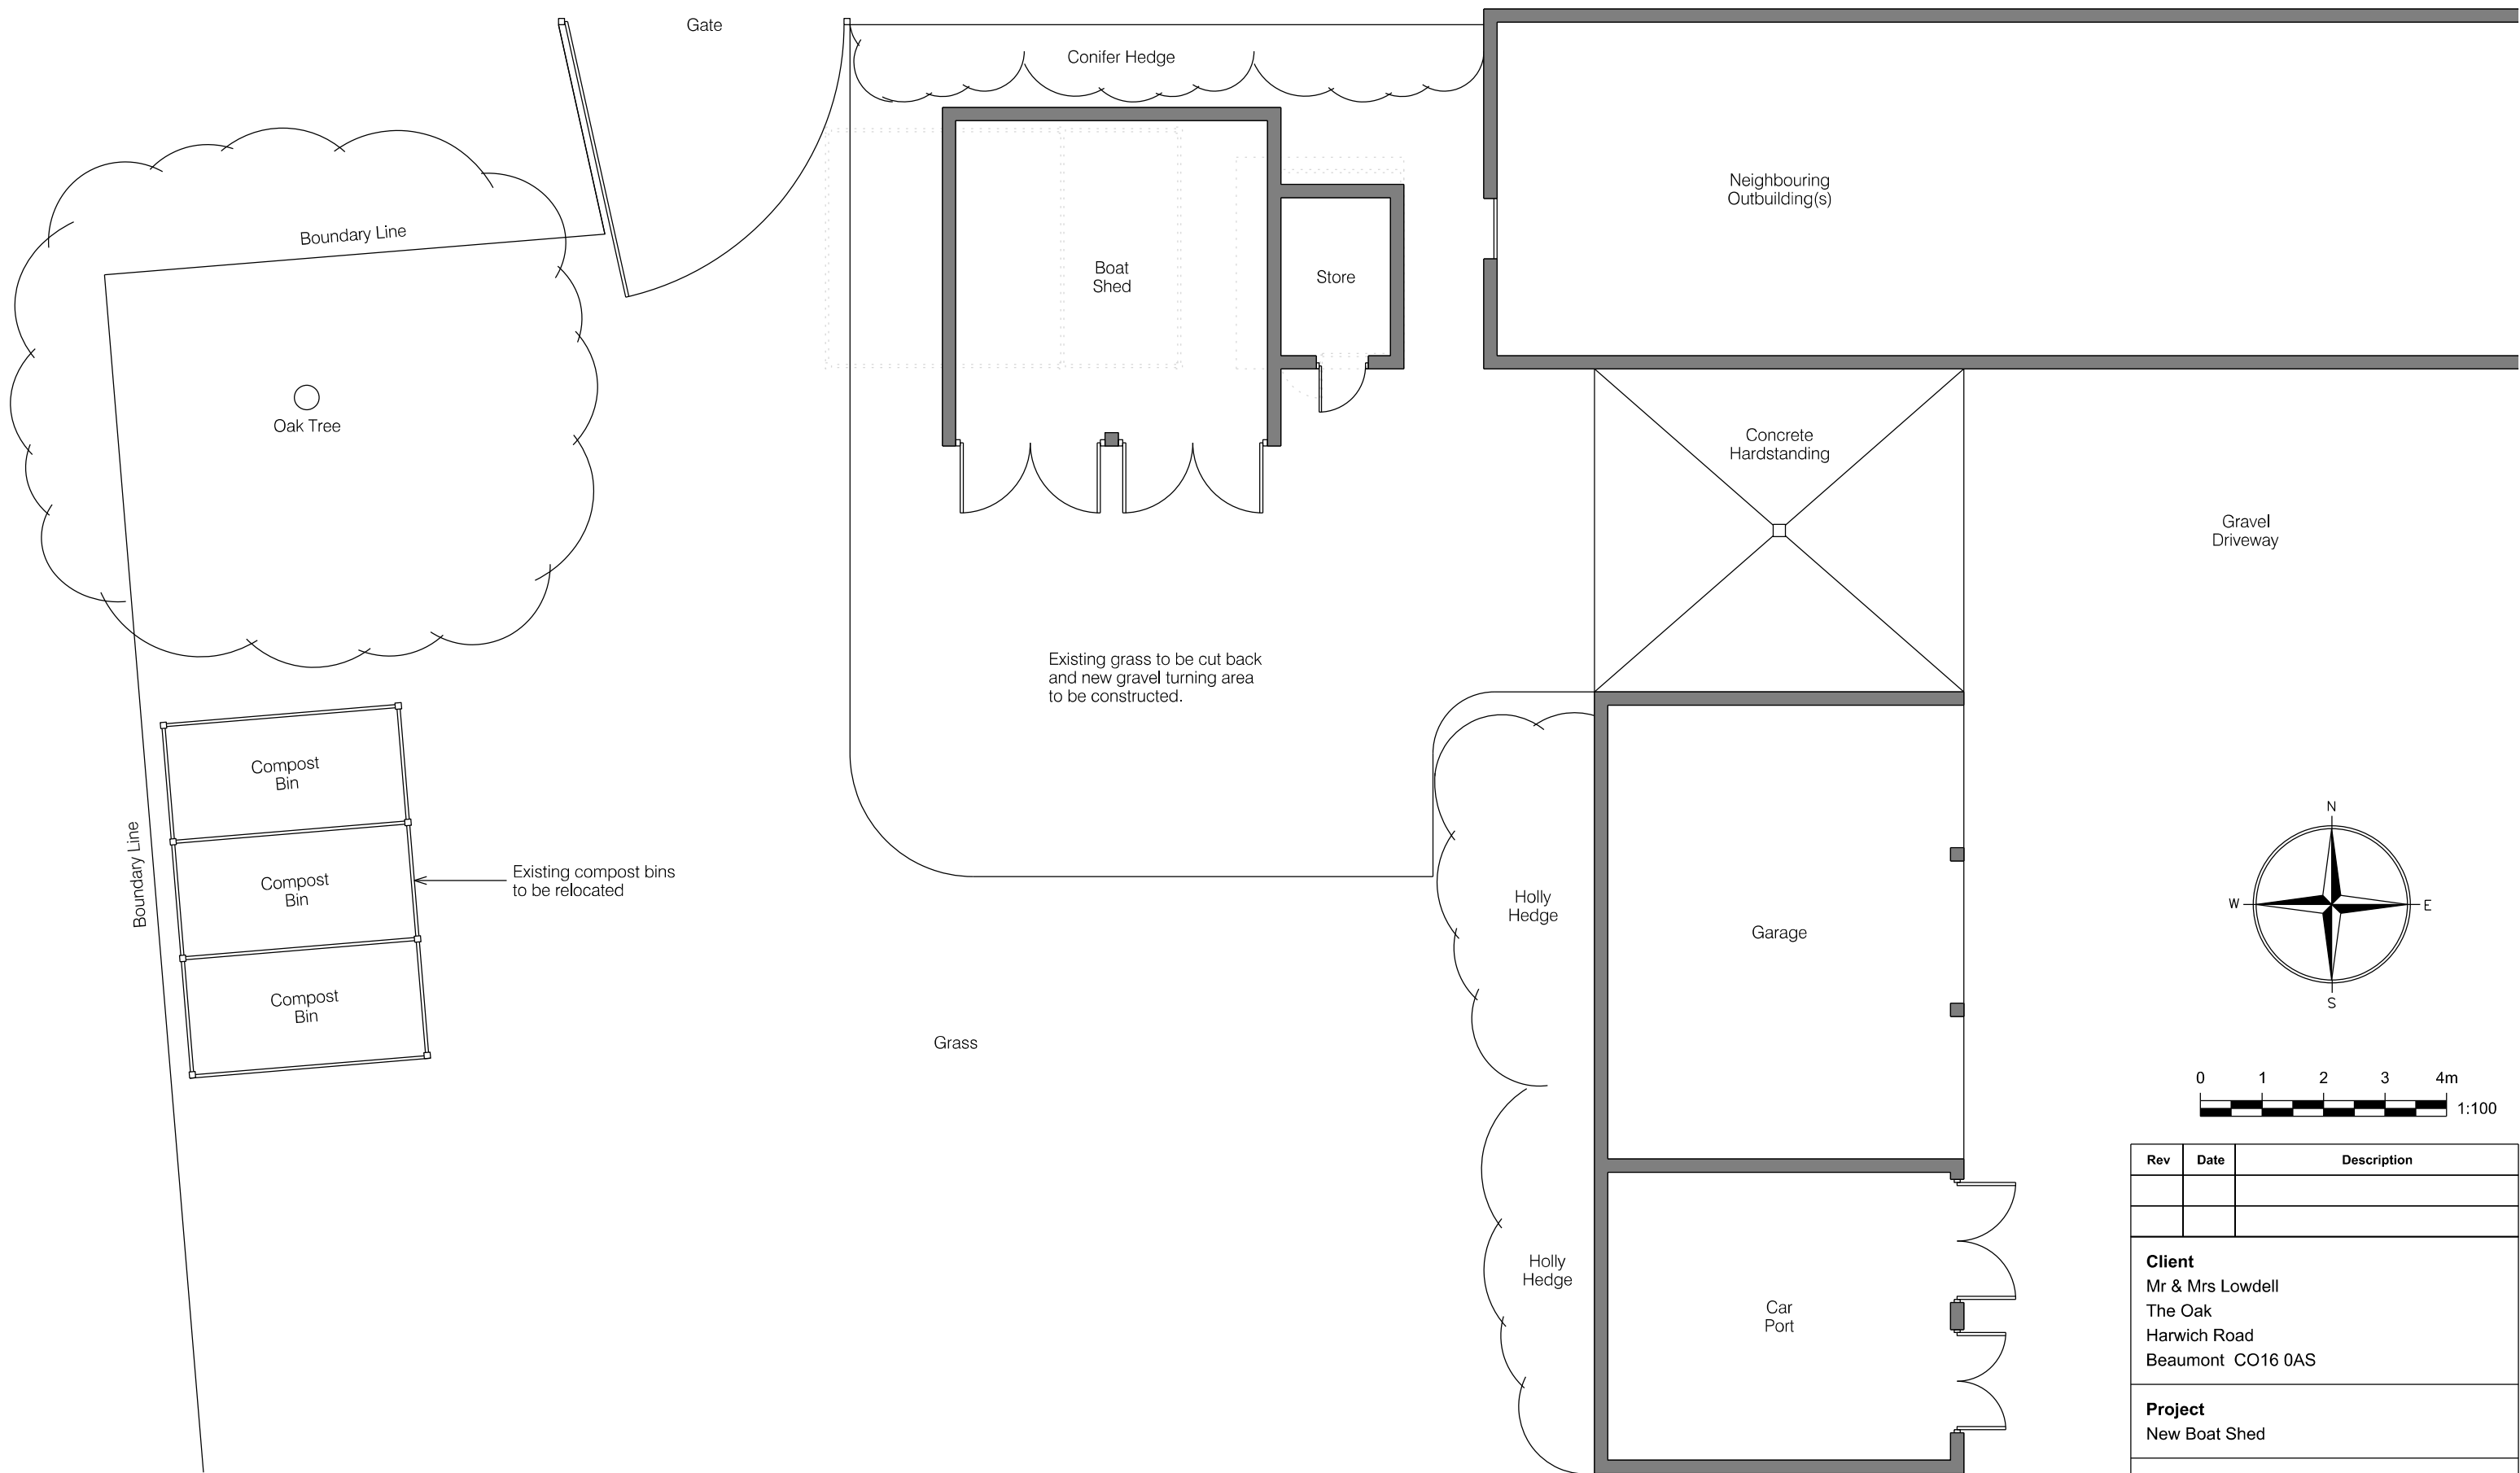 Gate
Conifer Hedge
Neighbouring
Outbuilding(s)
Boundary Line
Boat
Shed
Store
Oak Tree
Concrete
Hardstanding
Gravel
Driveway
Existing grass to be cut back
and new gravel turning area
to be constructed.
Compost
Bin
Boundary Line
Compost
Bin
Existing compost bins
to be relocated
Compost
Bin
Holly
Hedge
Garage
N
W
E
S
Grass
0 1 2 3 4m
1:100
Holly
Hedge
Car
Port
Rev Date Description
Client
Mr & Mrs Lowdell
The Oak
Harwich Road
Beaumont CO16 0AS
Project
New Boat Shed